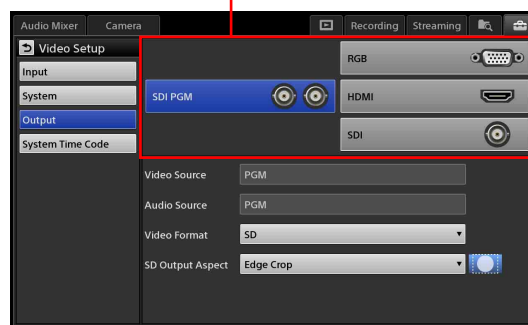 Audio Mixer Camera Recording Streaming
Video Setup
Input
System
Output
System Time Code
SDI PGM
RGB
HDMI
SDI
Video Source PGM
Audio Source PGM
Video Format SD
SD Output Aspect Edge Crop